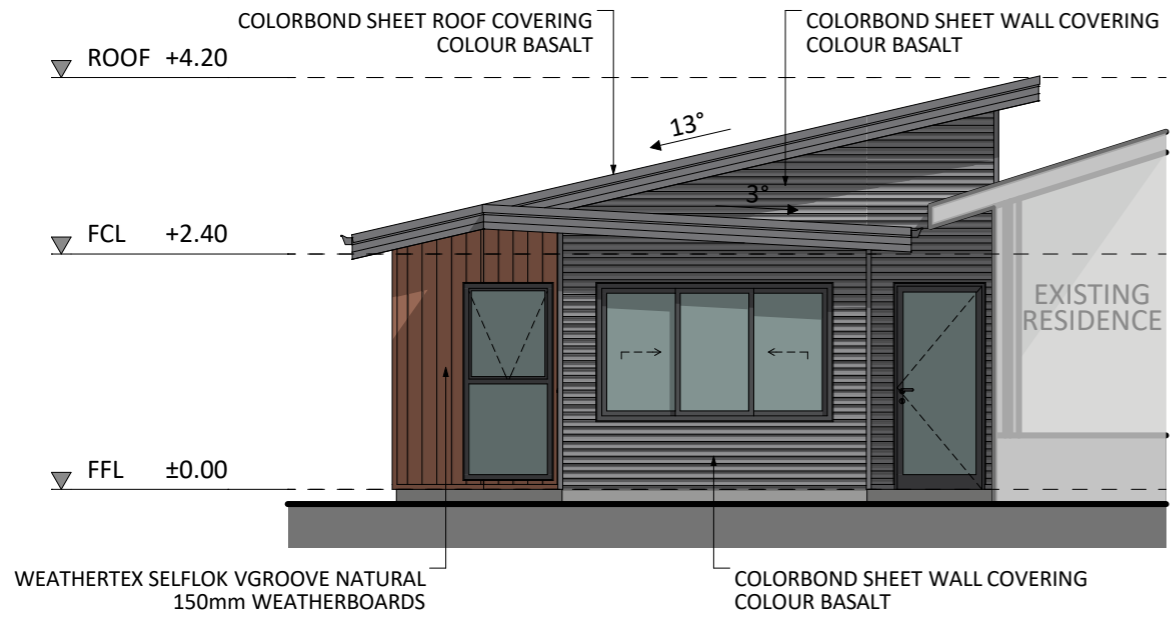 COLORBOND SHEET ROOF COVERING
COLOUR BASALT
COLORBOND SHEET WALL COVERING
COLOUR BASALT
ROOF +4.20
13°
3°
FCL +2.40
EXISTING
RESIDENCE
FFL ±0.00
WEATHERTEX SELFLOK VGROOVE NATURAL
150mm WEATHERBOARDS
COLORBOND SHEET WALL COVERING
COLOUR BASALT